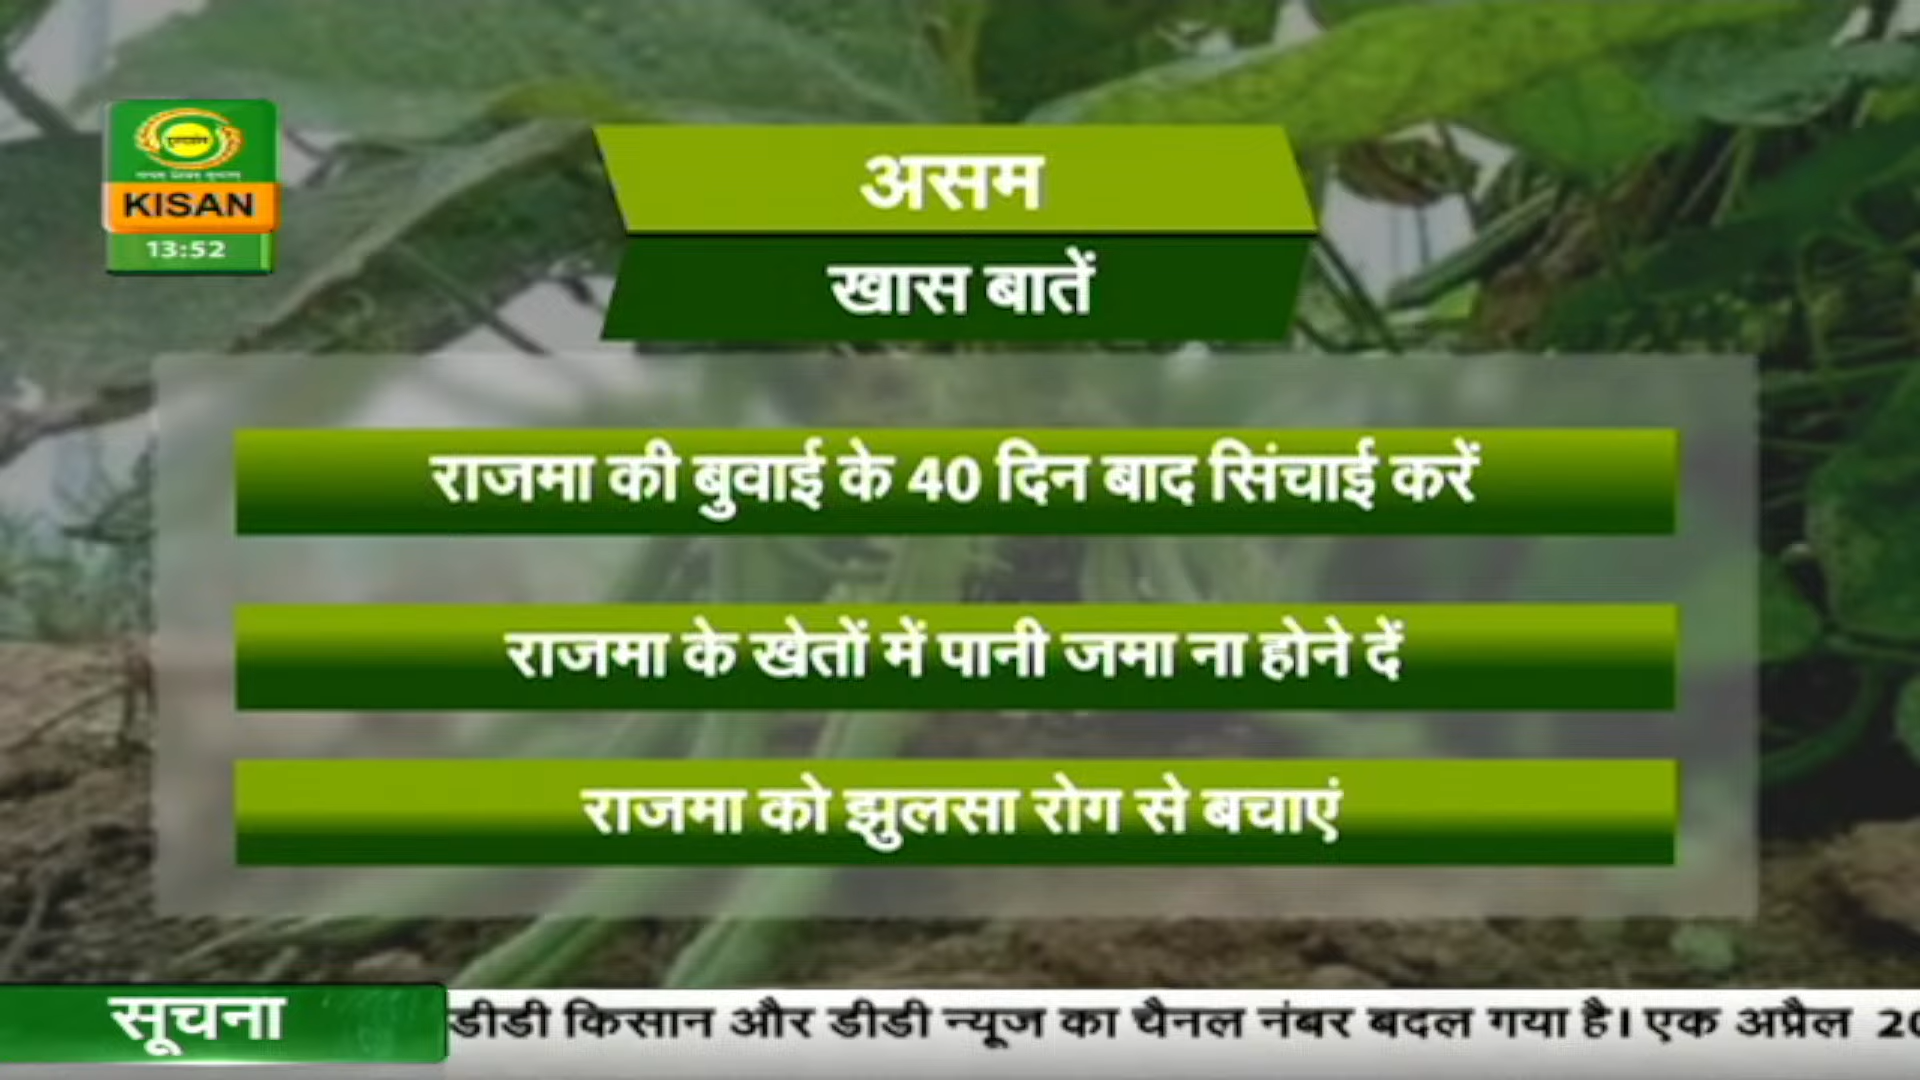 KISAN
13:52
असम
खास बातें
राजमा की बुवाई के 40 दिन बाद सिंचाई करें
राजमा के खेतों में पानी जमा ना होने दें
राजमा को झुलसा रोग से बचाएं
सूचना
डीडी किसान और डीडी न्यूज का चैनल नंबर बदल गया है। एक अप्रैल